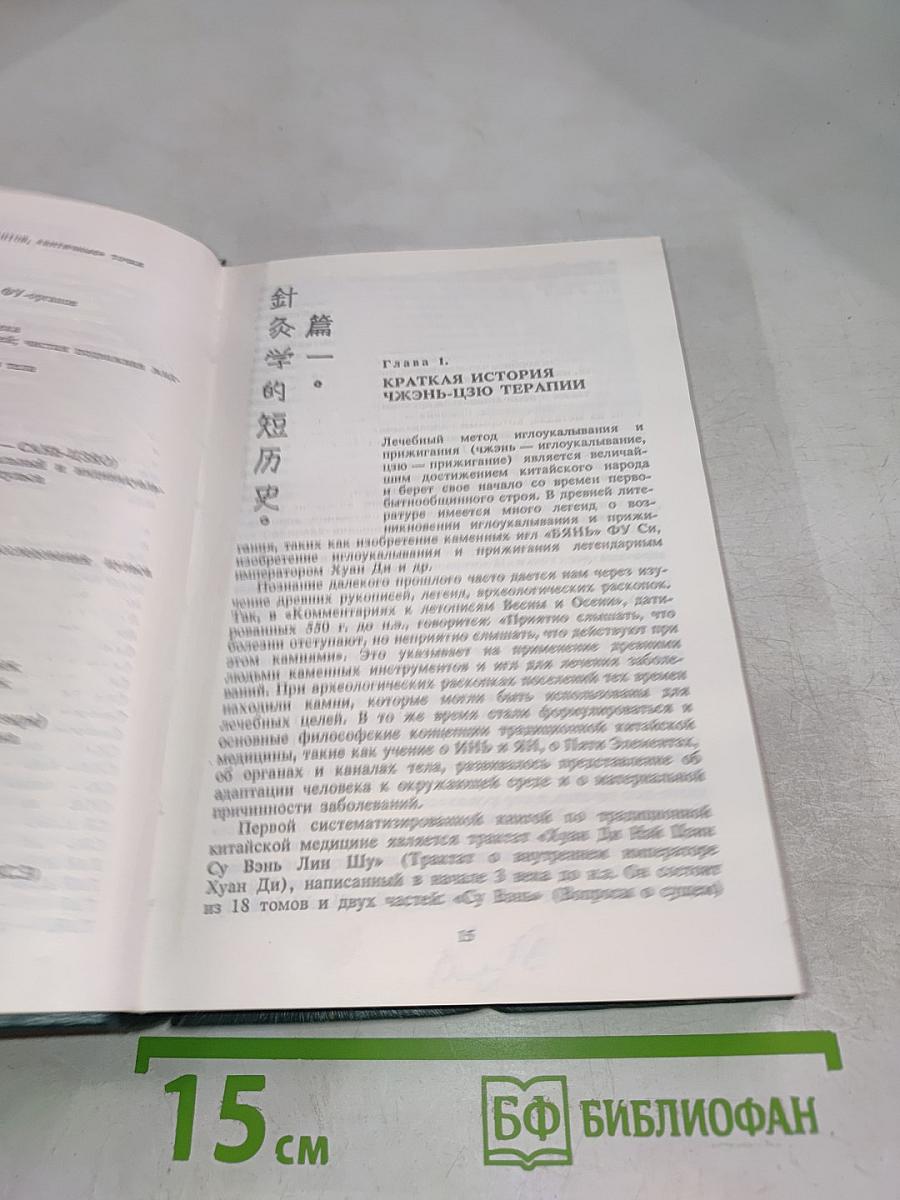 ФУ-органов
針灸学的短历史。
篇一。
Глава 1.
КРАТКАЯ ИСТОРИЯ
ЧЖЭНЬ-ЦЗЮ ТЕРАПИИ
Лечебный метод иглоукалывания и
прижигания (чжэнь — иглоукалывание,
цзю — прижигание) является величай-
шим достижением китайского народа
и берет свое начало со времен перво-
бытнообщинного строя. В древней лите-
ратуре имеется много легенд о воз-
никновении иглоукалывания и прижи-
гания, таких как изобретение каменных игл «БЯНЬ» ФУ Си,
изобретение иглоукалывания и прижигания легендарным
императором Хуан Ди и др.
Познание далекого прошлого часто дается нам через изу-
чение древних рукописей, легенд, археологических раскопок.
Так, в «Комментариях к летописям Весны и Осени», дати-
рованных 550 г. до н.э., говорится: «Приятно слышать, что
болезни отступают, но неприятно слышать, что действуют при
этом камнями». Это указывает на применение древними
людьми каменных инструментов и игл для лечения заболе-
ваний. При археологических раскопках поселений тех времен
находили камни, которые могли быть использованы для
лечебных целей. В то же время стали формулироваться и
основные философские концепции традиционной китайской
медицины, такие как учение о ИНЬ и ЯН, о Пяти Элементах,
об органах и каналах тела, развивалось представление об
адаптации человека к окружающей среде и о материальной
причинности заболеваний.
Первой систематизированной книгой по традиционной
китайской медицине является трактат «Хуан Ди Ней Цзин
Су Вэнь Лин Шу» (Трактат о внутреннем императора
Хуан Ди), написанный в начале 3 века до н.э. Он состоит
из 18 томов и двух частей: «Су Вэнь» (Вопросы о сущем)
15
15 см
БФ БИБЛИОФАН